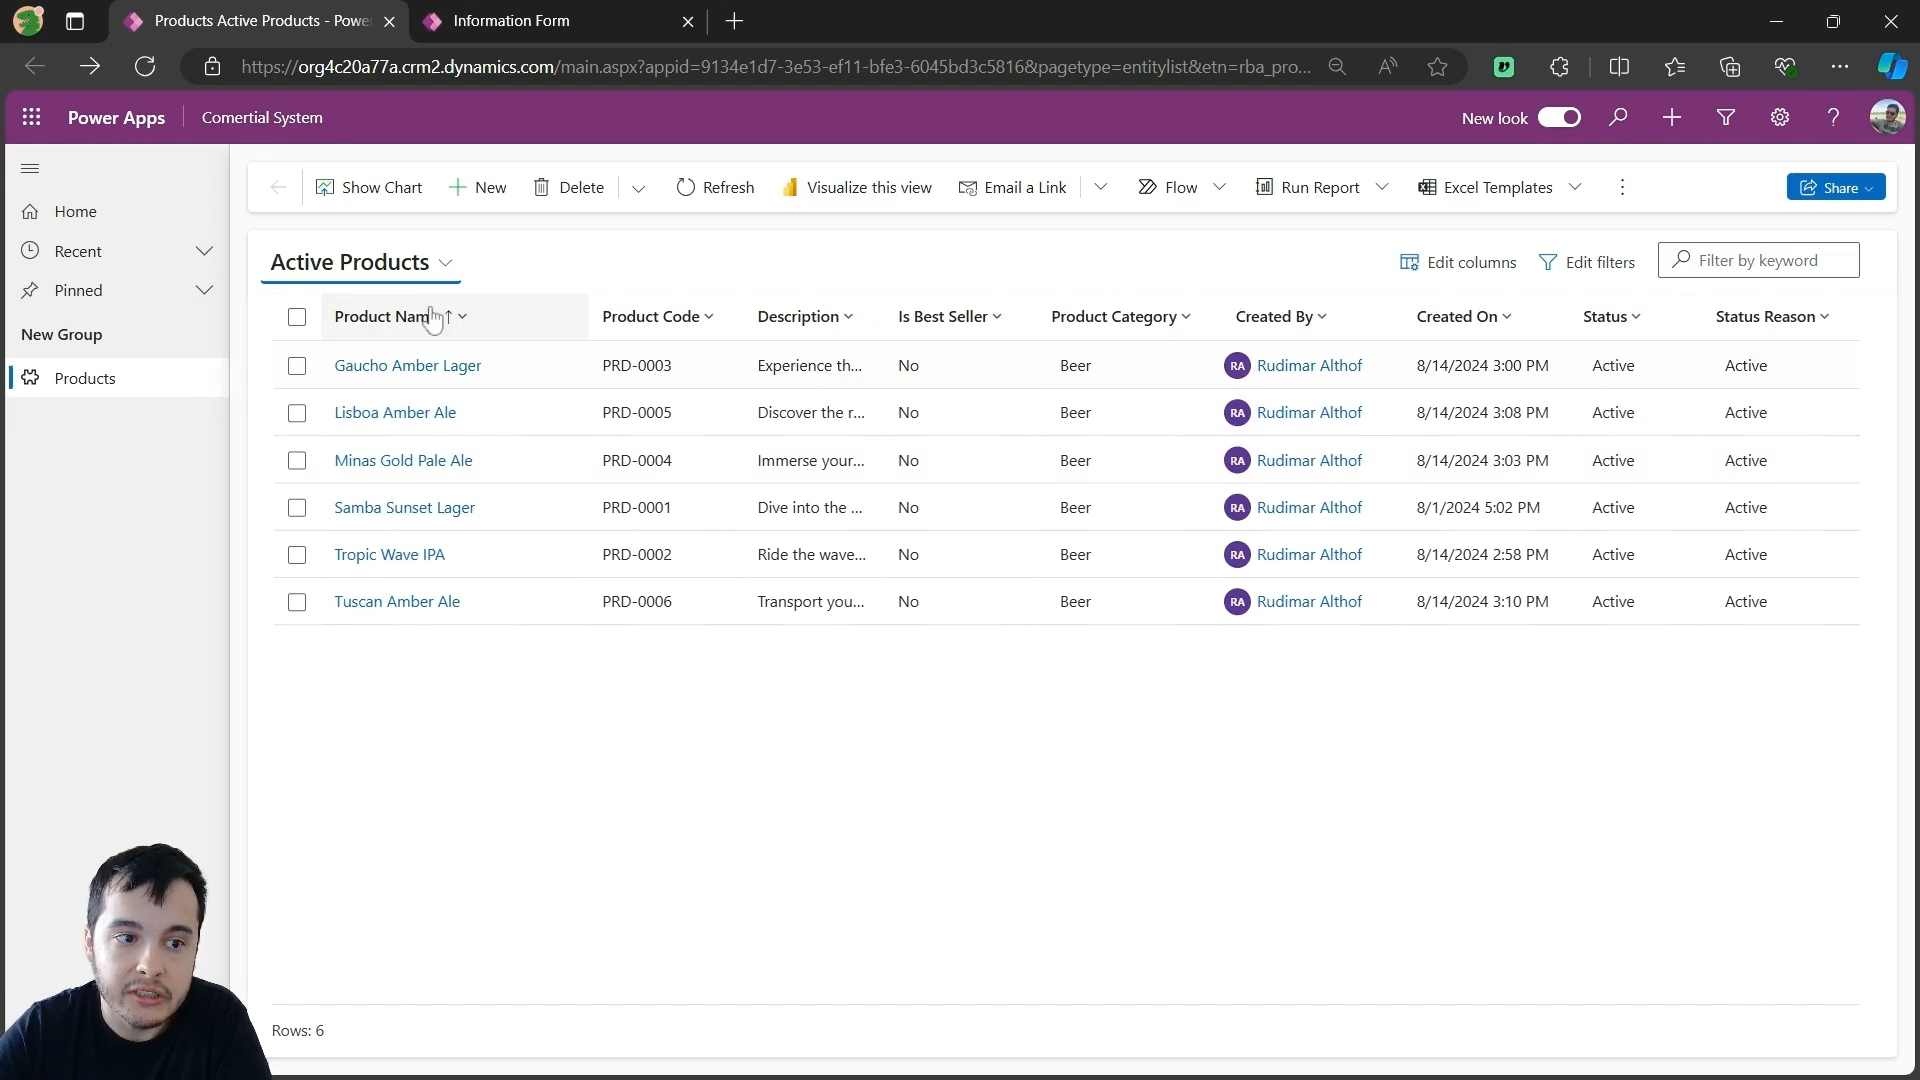 Products Active Products - Powe
Information Form
https://org4c20a77a.crm2.dynamics.com/main.aspx?appid=9134e1d7-3e53-ef11-bfe3-6045bd3c5816&pagetype=entitylist&etn=rba_pro...
Power Apps Comertial System New look
Show Chart New Delete Refresh Visualize this view Email a Link Flow Run Report Excel Templates Share
Home
Recent
Pinned
New Group
Products
Active Products Edit columns Edit filters Filter by keyword
Product Nam Product Code Description Is Best Seller Product Category Created By Created On Status Status Reason
Gaucho Amber Lager PRD-0003 Experience th... No Beer RA Rudimar Althof 8/14/2024 3:00 PM Active Active
Lisboa Amber Ale PRD-0005 Discover the r... No Beer RA Rudimar Althof 8/14/2024 3:08 PM Active Active
Minas Gold Pale Ale PRD-0004 Immerse your... No Beer RA Rudimar Althof 8/14/2024 3:03 PM Active Active
Samba Sunset Lager PRD-0001 Dive into the ... No Beer RA Rudimar Althof 8/1/2024 5:02 PM Active Active
Tropic Wave IPA PRD-0002 Ride the wave... No Beer RA Rudimar Althof 8/14/2024 2:58 PM Active Active
Tuscan Amber Ale PRD-0006 Transport you... No Beer RA Rudimar Althof 8/14/2024 3:10 PM Active Active
Rows: 6